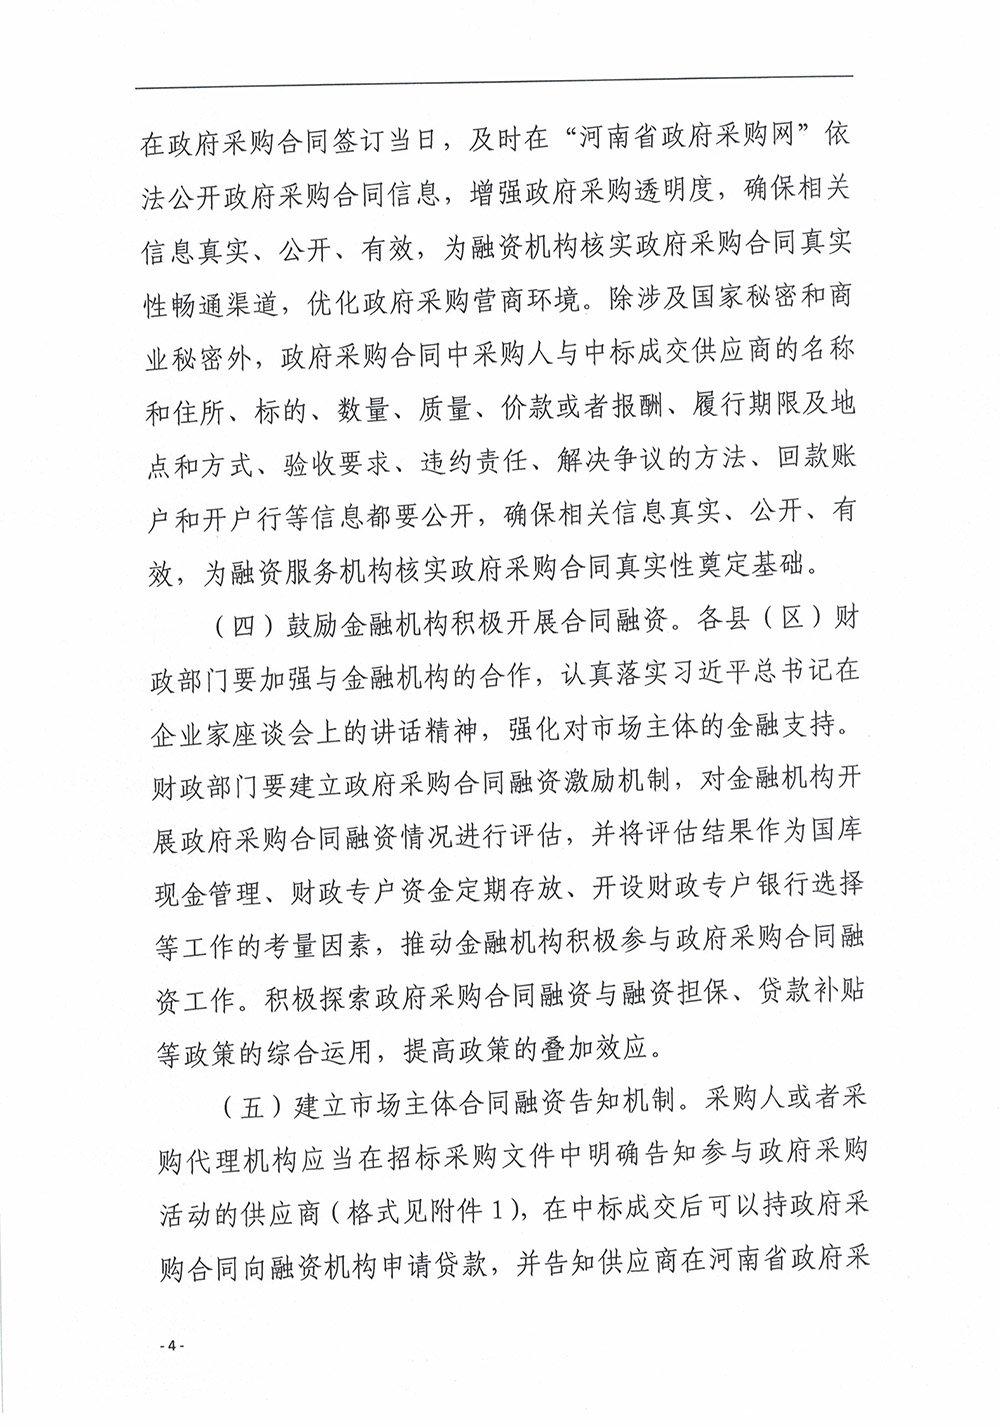 在政府采购合同签订当日，及时在“河南省政府采购网”依
法公开政府采购合同信息，增强政府采购透明度，确保相关
信息真实、公开、有效，为融资机构核实政府采购合同真实
性畅通渠道，优化政府采购营商环境。除涉及国家秘密和商
业秘密外，政府采购合同中采购人与中标成交供应商的名称
和住所、标的、数量、质量、价款或者报酬、履行期限及地
点和方式、验收要求、违约责任、解决争议的方法、回款账
户和开户行等信息都要公开，确保相关信息真实、公开、有
效，为融资服务机构核实政府采购合同真实性奠定基础。
（四）鼓励金融机构积极开展合同融资。各县（区）财
政部门要加强与金融机构的合作，认真落实习近平总书记在
企业家座谈会上的讲话精神，强化对市场主体的金融支持。
财政部门要建立政府采购合同融资激励机制，对金融机构开
展政府采购合同融资情况进行评估，并将评估结果作为国库
现金管理、财政专户资金定期存放、开设财政专户银行选择
等工作的考量因素，推动金融机构积极参与政府采购合同融
资工作。积极探索政府采购合同融资与融资担保、贷款补贴
等政策的综合运用，提高政策的叠加效应。
（五）建立市场主体合同融资告知机制。采购人或者采
购代理机构应当在招标采购文件中明确告知参与政府采购
活动的供应商（格式见附件1），在中标成交后可以持政府采
购合同向融资机构申请贷款，并告知供应商在河南省政府采
- 4 -